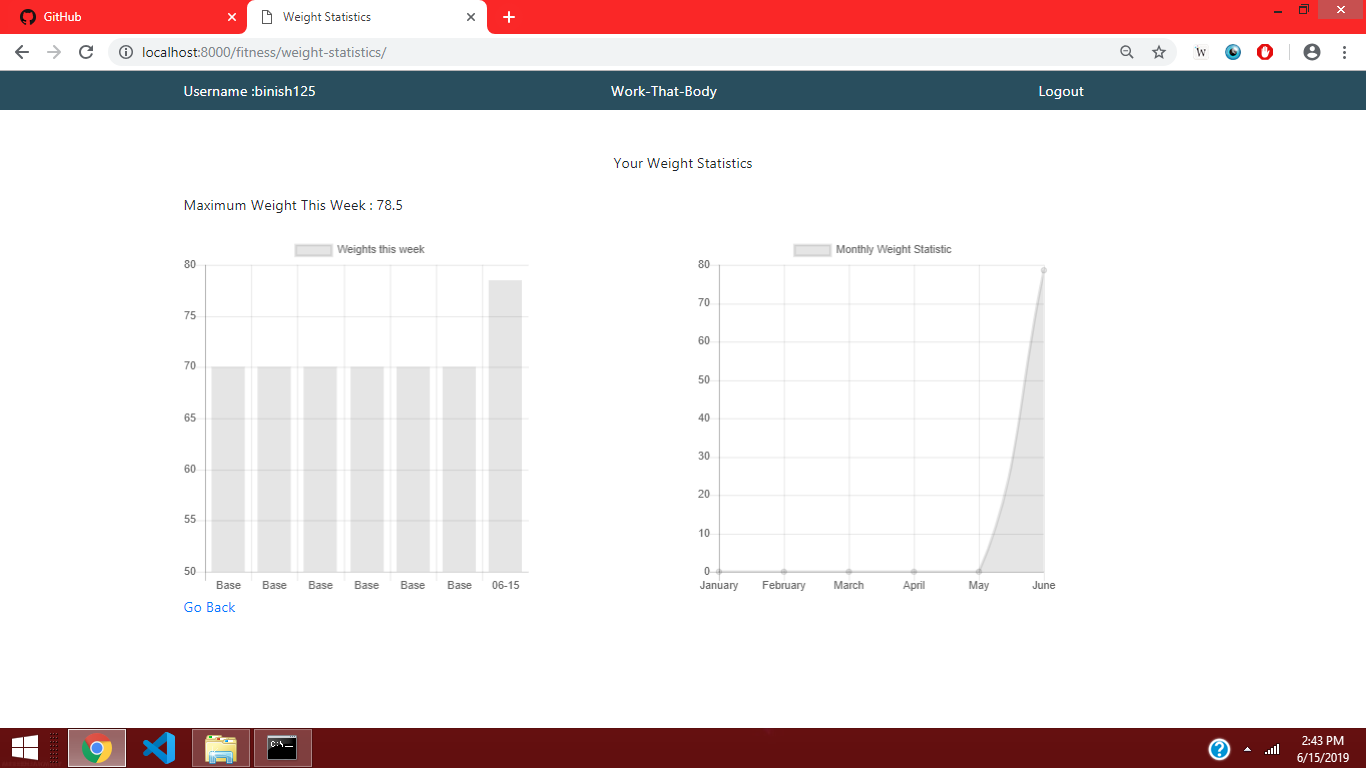 GitHub
Weight Statistics
localhost:8000/fitness/weight-statistics/
W
Username :binish125
Work-That-Body
Logout
Your Weight Statistics
Maximum Weight This Week : 78.5
Weights this week
80
75
70
65
60
55
50
Base Base Base Base Base Base 06-15
Monthly Weight Statistic
80
70
60
50
40
30
20
10
0
January February March April May June
Go Back
C:\_
2:43 PM
6/15/2019